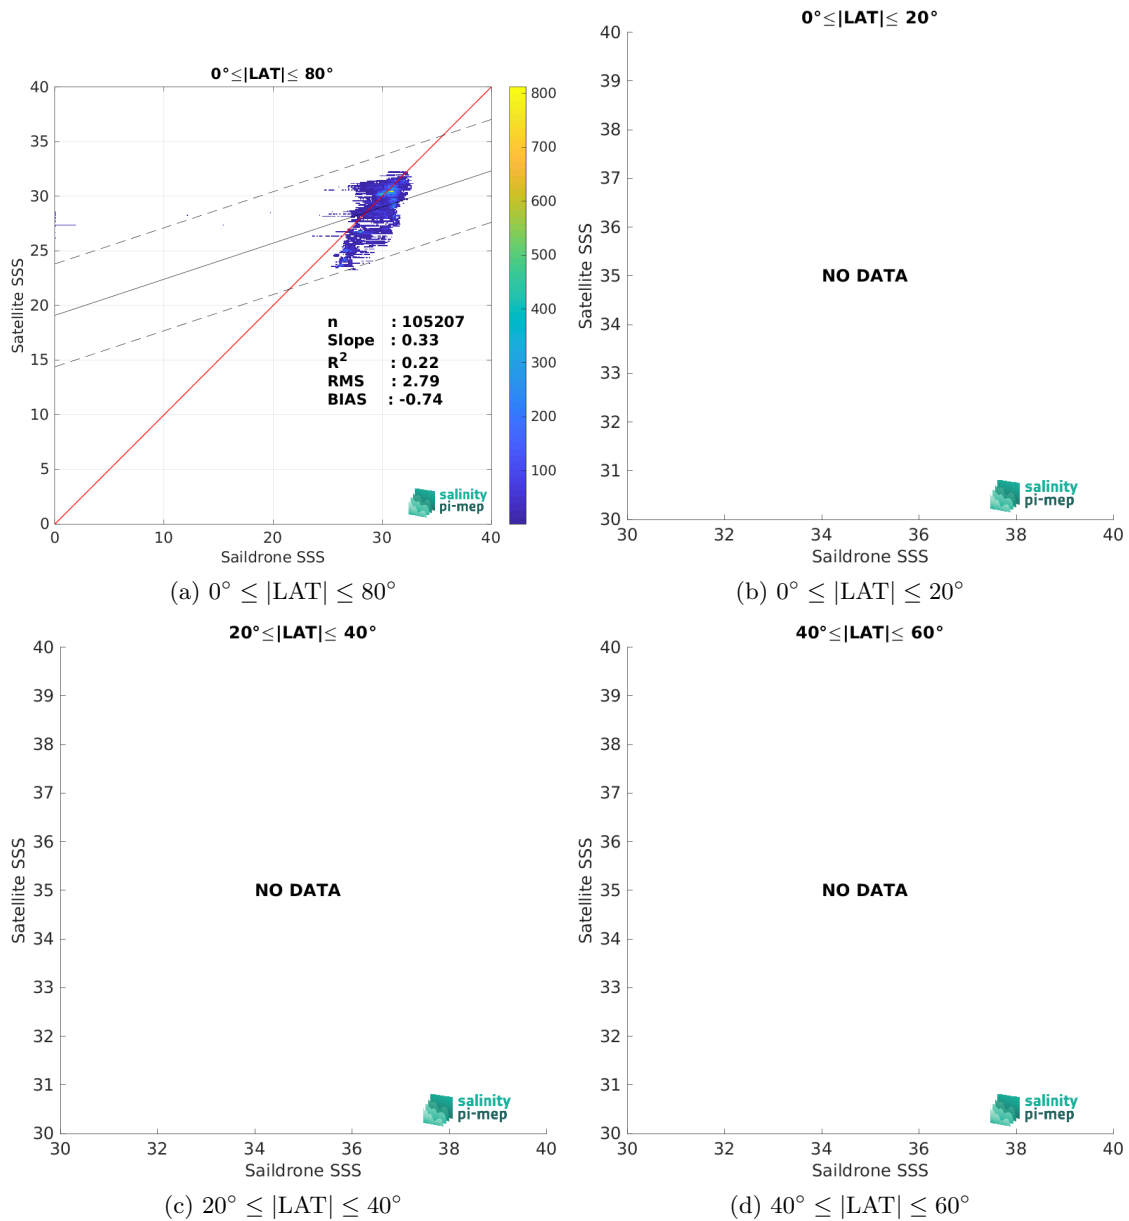 0°≤|LAT|≤ 80°
40
35
30
25
20
15
10
5
0
Satellite SSS
0
10
20
30
40
Saildrone SSS
n : 105207
Slope : 0.33
R² : 0.22
RMS : 2.79
BIAS : -0.74
salinity
pi-mep
800
700
600
500
400
300
200
100
(a) 0° ≤ |LAT| ≤ 80°
0°≤|LAT|≤ 20°
40
39
38
37
36
35
34
33
32
31
30
Satellite SSS
NO DATA
salinity
pi-mep
30
32
34
36
38
40
Saildrone SSS
(b) 0° ≤ |LAT| ≤ 20°
20°≤|LAT|≤ 40°
40
39
38
37
36
35
34
33
32
31
30
Satellite SSS
NO DATA
salinity
pi-mep
30
32
34
36
38
40
Saildrone SSS
(c) 20° ≤ |LAT| ≤ 40°
40°≤|LAT|≤ 60°
40
39
38
37
36
35
34
33
32
31
30
Satellite SSS
NO DATA
salinity
pi-mep
30
32
34
36
38
40
Saildrone SSS
(d) 40° ≤ |LAT| ≤ 60°